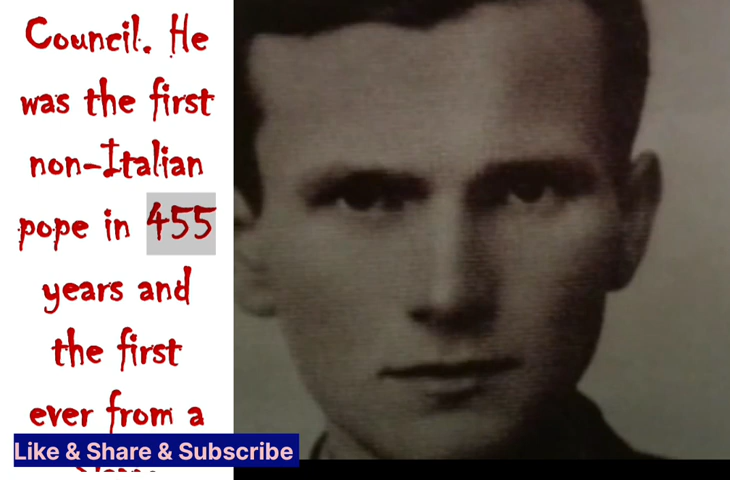 Council. He
was the first
non-Italian
pope in 455
years and
the first
ever from a
Like & Share & Subscribe